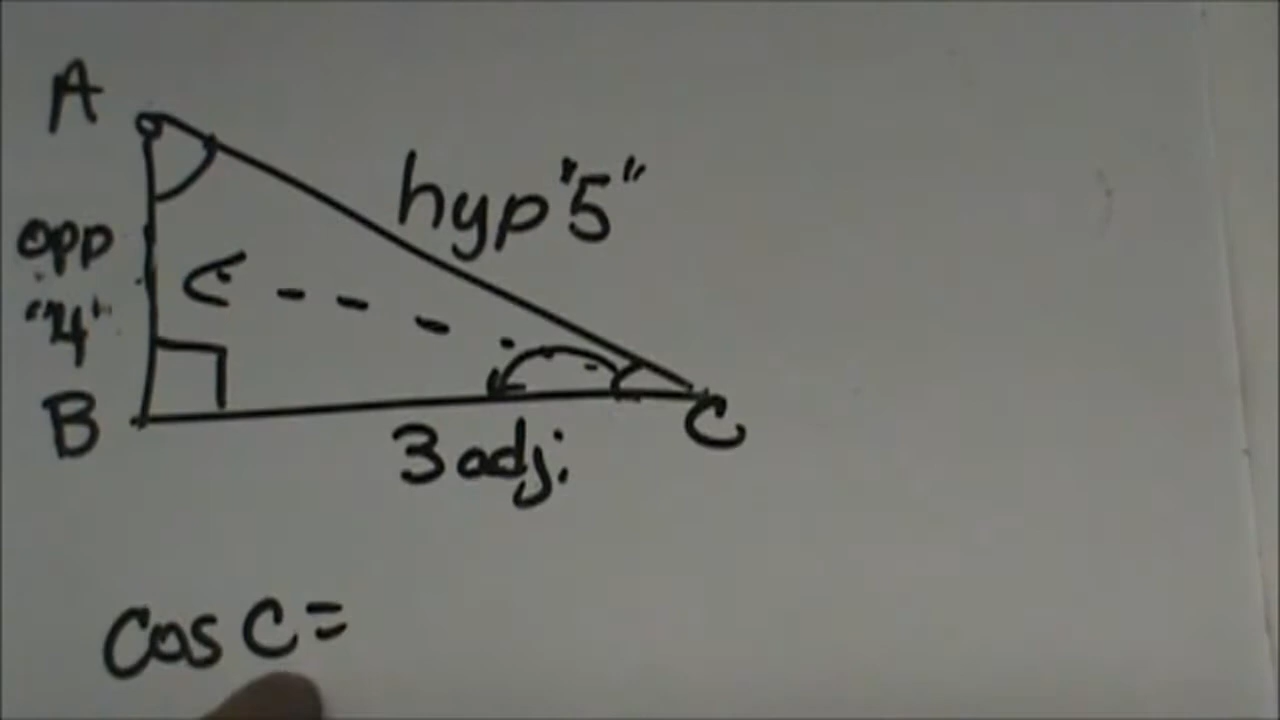 A
hyp "5"
opp
"4"
B
C
3 adj.
cos C =